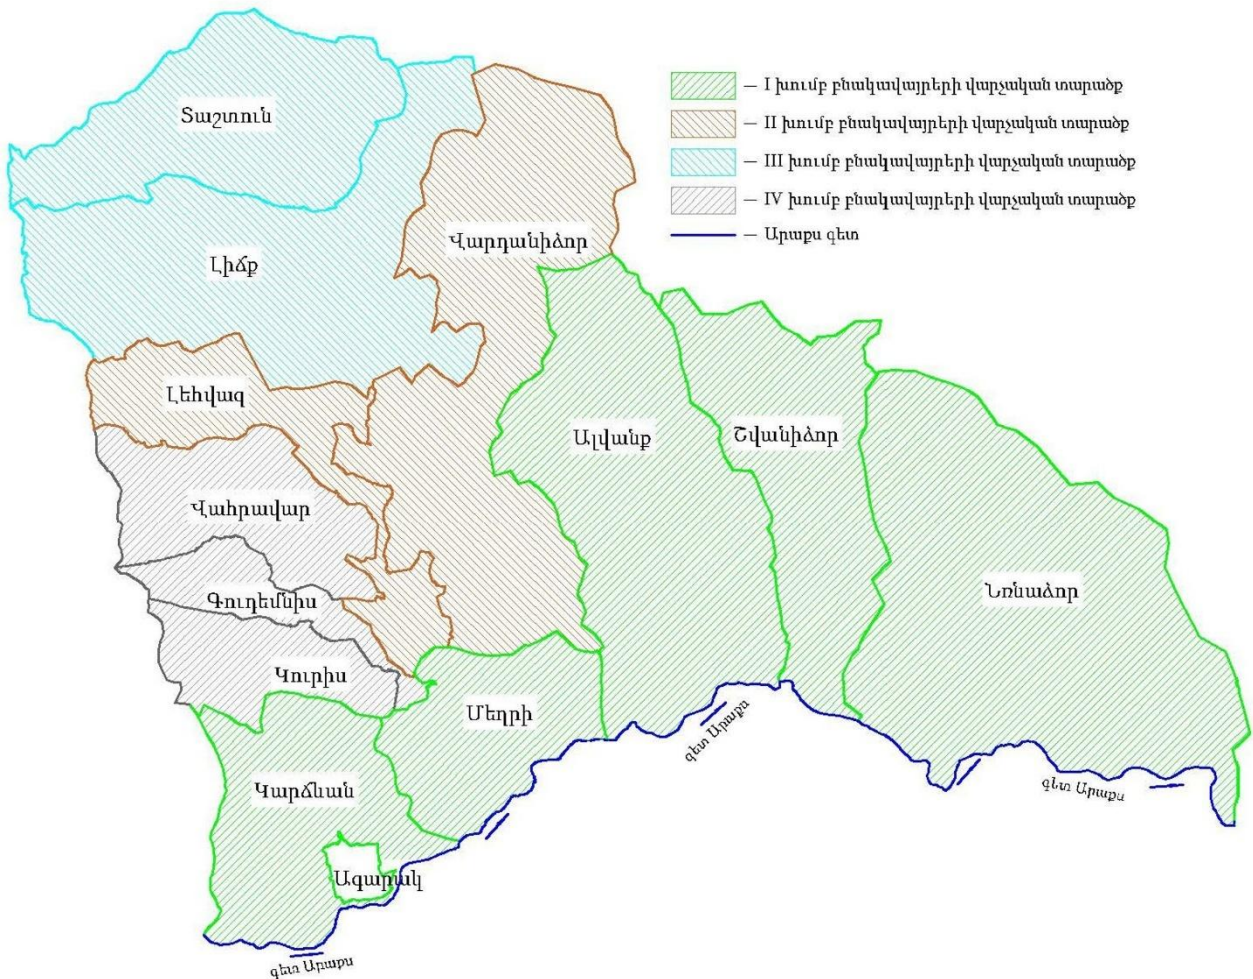 Տաշտուն
— I խումբ բնակավայրերի վարչական տարածք
— II խումբ բնակավայրերի վարչական տարածք
— III խումբ բնակավայրերի վարչական տարածք
— IV խումբ բնակավայրերի վարչական տարածք
— Արաքս գետ
Վարդանիձոր
Լիճք
Լեհվազ
Ալվանք
Շվանիձոր
Վահրավար
Գուդեմնիս
Նռնաձոր
Կուրիս
Մեղրի
գետ Արաքս
Կարճևան
գետ Արաքս
Ագարակ
գետ Արաքս